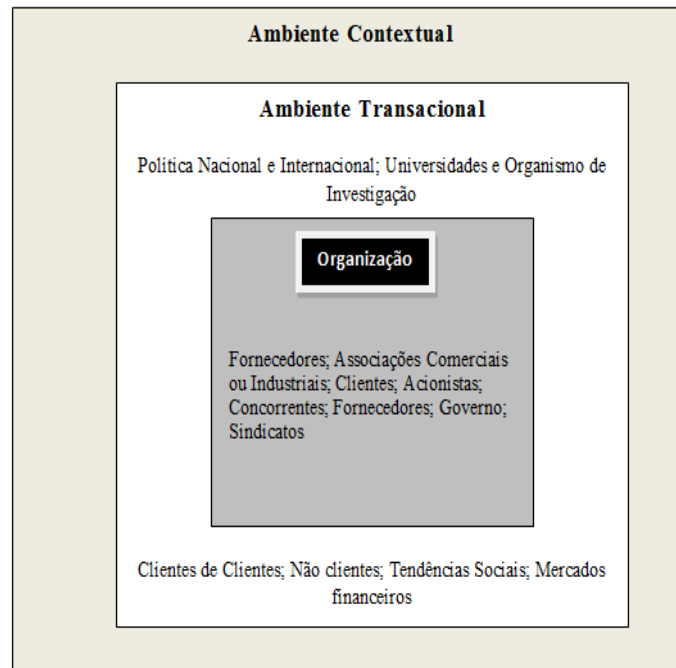 Ambiente Contextual
Ambiente Transacional
Politica Nacional e Internacional; Universidades e Organismo de
Investigação
Organização
Fornecedores; Associações Comerciais
ou Industriais; Clientes; Acionistas;
Concorrentes; Fornecedores; Governo;
Sindicatos
Clientes de Clientes; Não clientes; Tendências Sociais; Mercados
financeiros